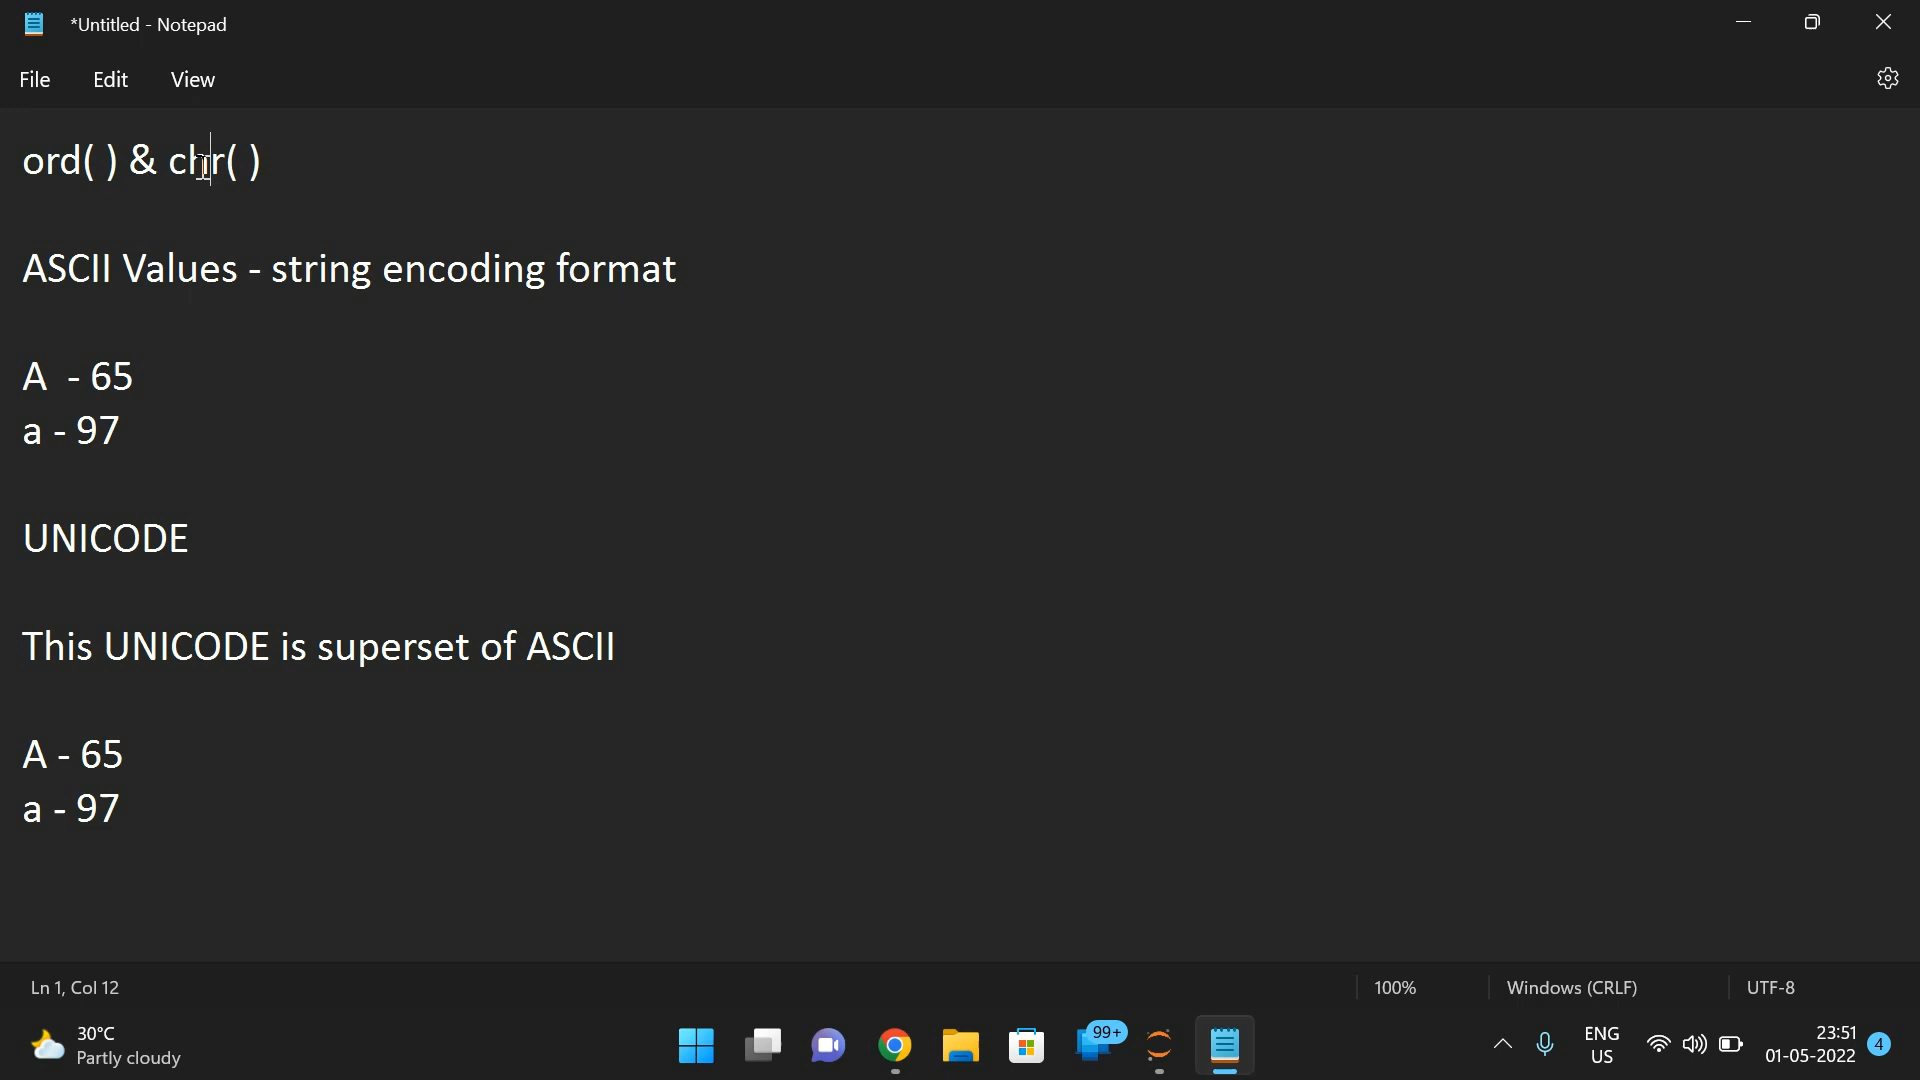 *Untitled - Notepad
File Edit View
ord( ) & chr( )
ASCII Values - string encoding format
A  - 65
a - 97
UNICODE
This UNICODE is superset of ASCII
A - 65
a - 97
Ln 1, Col 12 100% Windows (CRLF) UTF-8
30°C
Partly cloudy
99+
ENG
US
23:51
01-05-2022
4